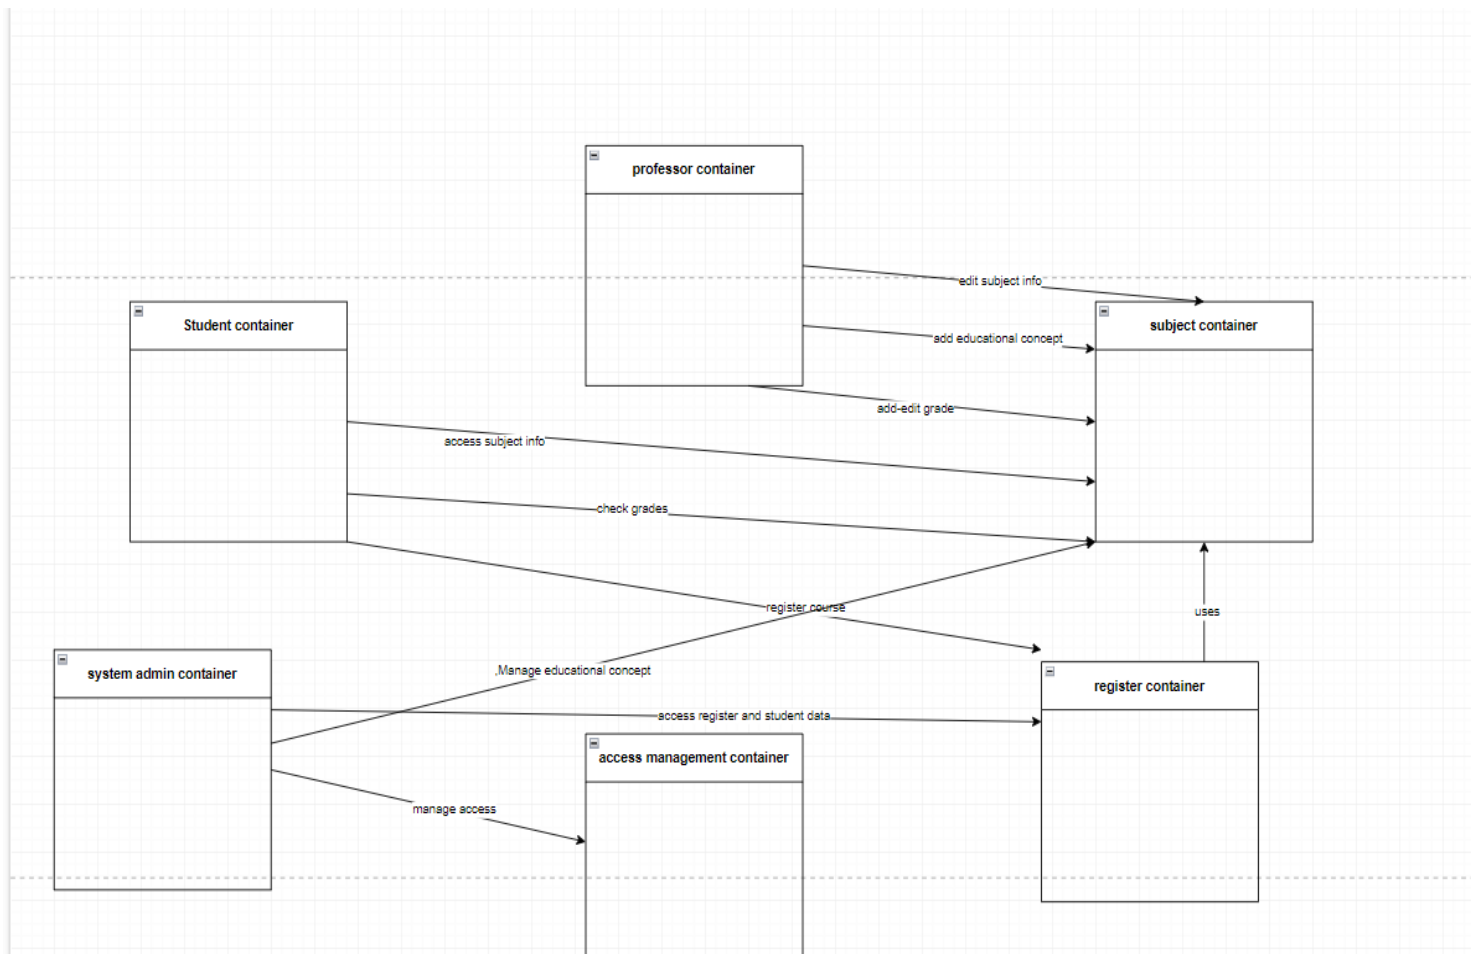 professor container
edit subject info
Student container
subject container
add educational concept
add-edit grade
access subject info
check grades
register course
uses
,Manage educational concept
system admin container
register container
access register and student data
access management container
manage access